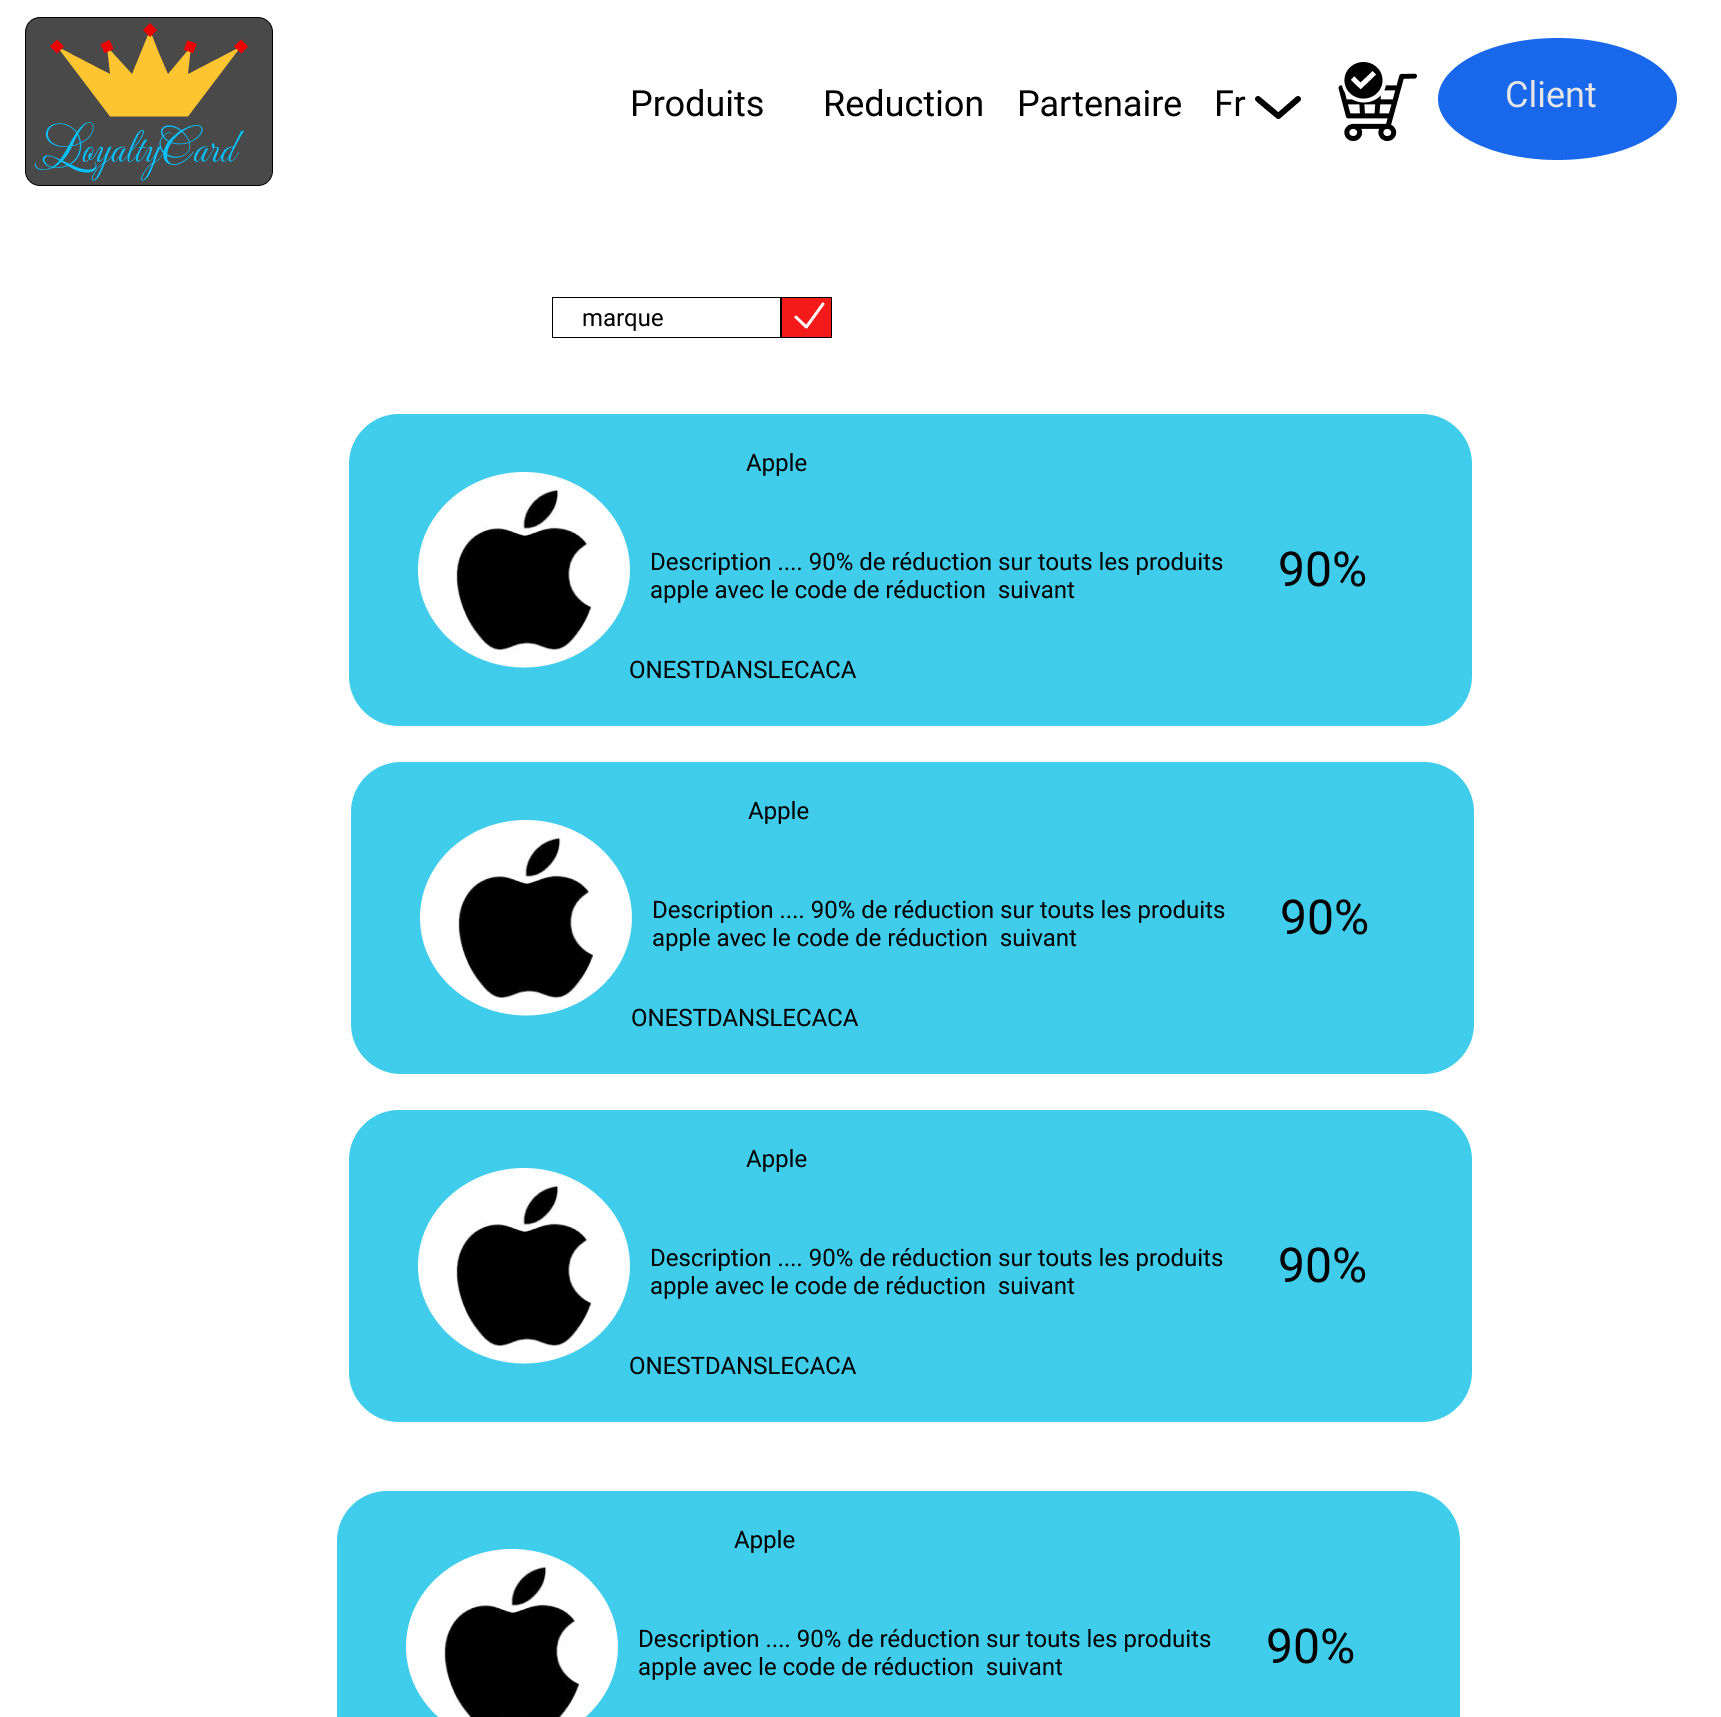 LoyaltyCard
Produits Reduction Partenaire Fr Client
marque
Apple
Description .... 90% de réduction sur touts les produits
apple avec le code de réduction  suivant
90%
ONESTDANSLECACA
Apple
Description .... 90% de réduction sur touts les produits
apple avec le code de réduction  suivant
90%
ONESTDANSLECACA
Apple
Description .... 90% de réduction sur touts les produits
apple avec le code de réduction  suivant
90%
ONESTDANSLECACA
Apple
Description .... 90% de réduction sur touts les produits
apple avec le code de réduction  suivant
90%